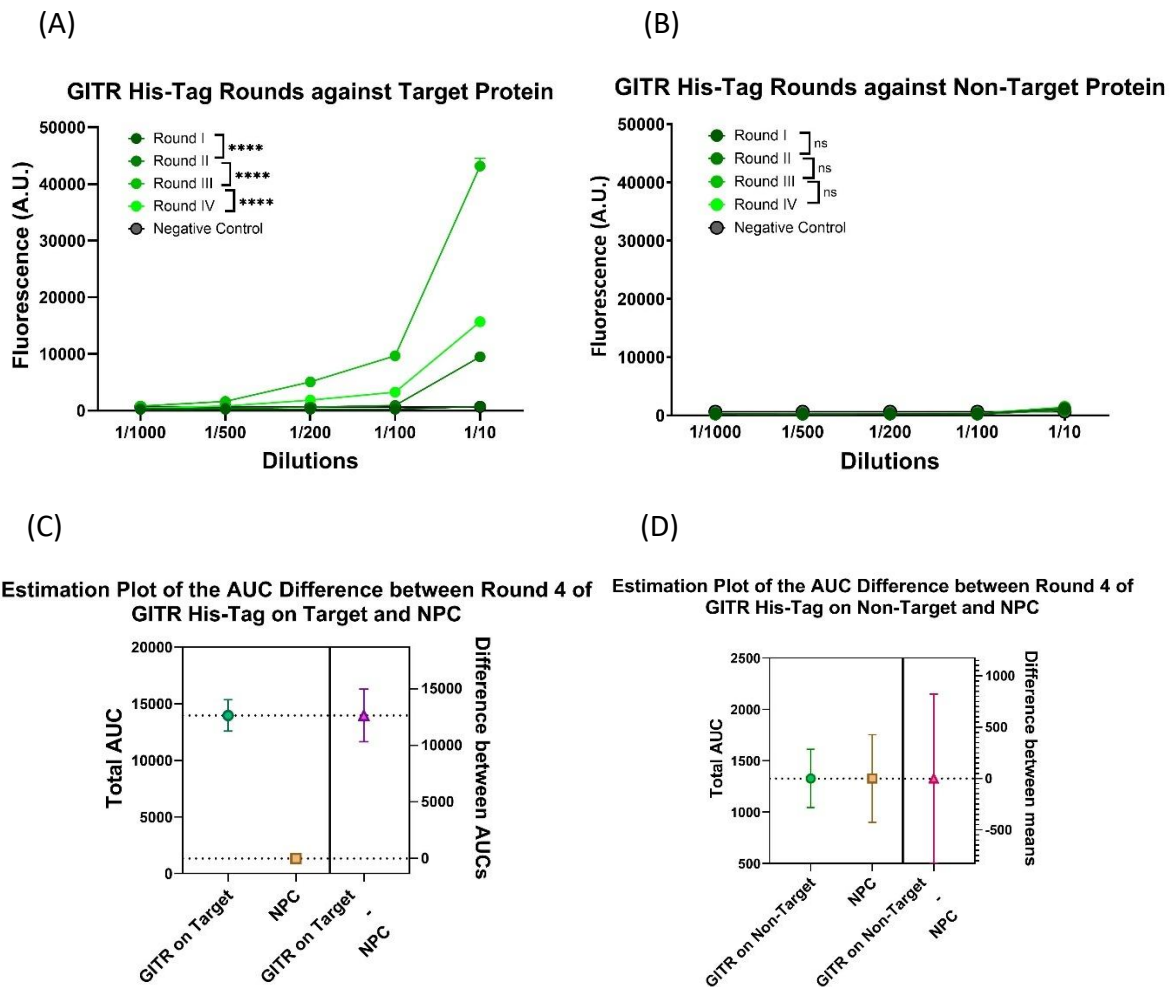 (A)
GITR His-Tag Rounds against Target Protein
50000
40000
30000
20000
10000
0
Fluorescence (A.U.)
Round I
Round II
Round III
Round IV
Negative Control
****
****
****
1/1000 1/500 1/200 1/100 1/10
Dilutions
(B)
GITR His-Tag Rounds against Non-Target Protein
50000
40000
30000
20000
10000
0
Fluorescence (A.U.)
Round I
Round II
Round III
Round IV
Negative Control
ns
ns
ns
1/1000 1/500 1/200 1/100 1/10
Dilutions
(C)
Estimation Plot of the AUC Difference between Round 4 of
GITR His-Tag on Target and NPC
20000
15000
10000
5000
0
Total AUC
15000
10000
5000
0
Difference between AUCs
GITR on Target
NPC
GITR on Target
-
NPC
(D)
Estimation Plot of the AUC Difference between Round 4 of
GITR His-Tag on Non-Target and NPC
2500
2000
1500
1000
500
Total AUC
1000
500
0
-500
Difference between means
GITR on Non-Target
NPC
GITR on Non-Target
-
NPC